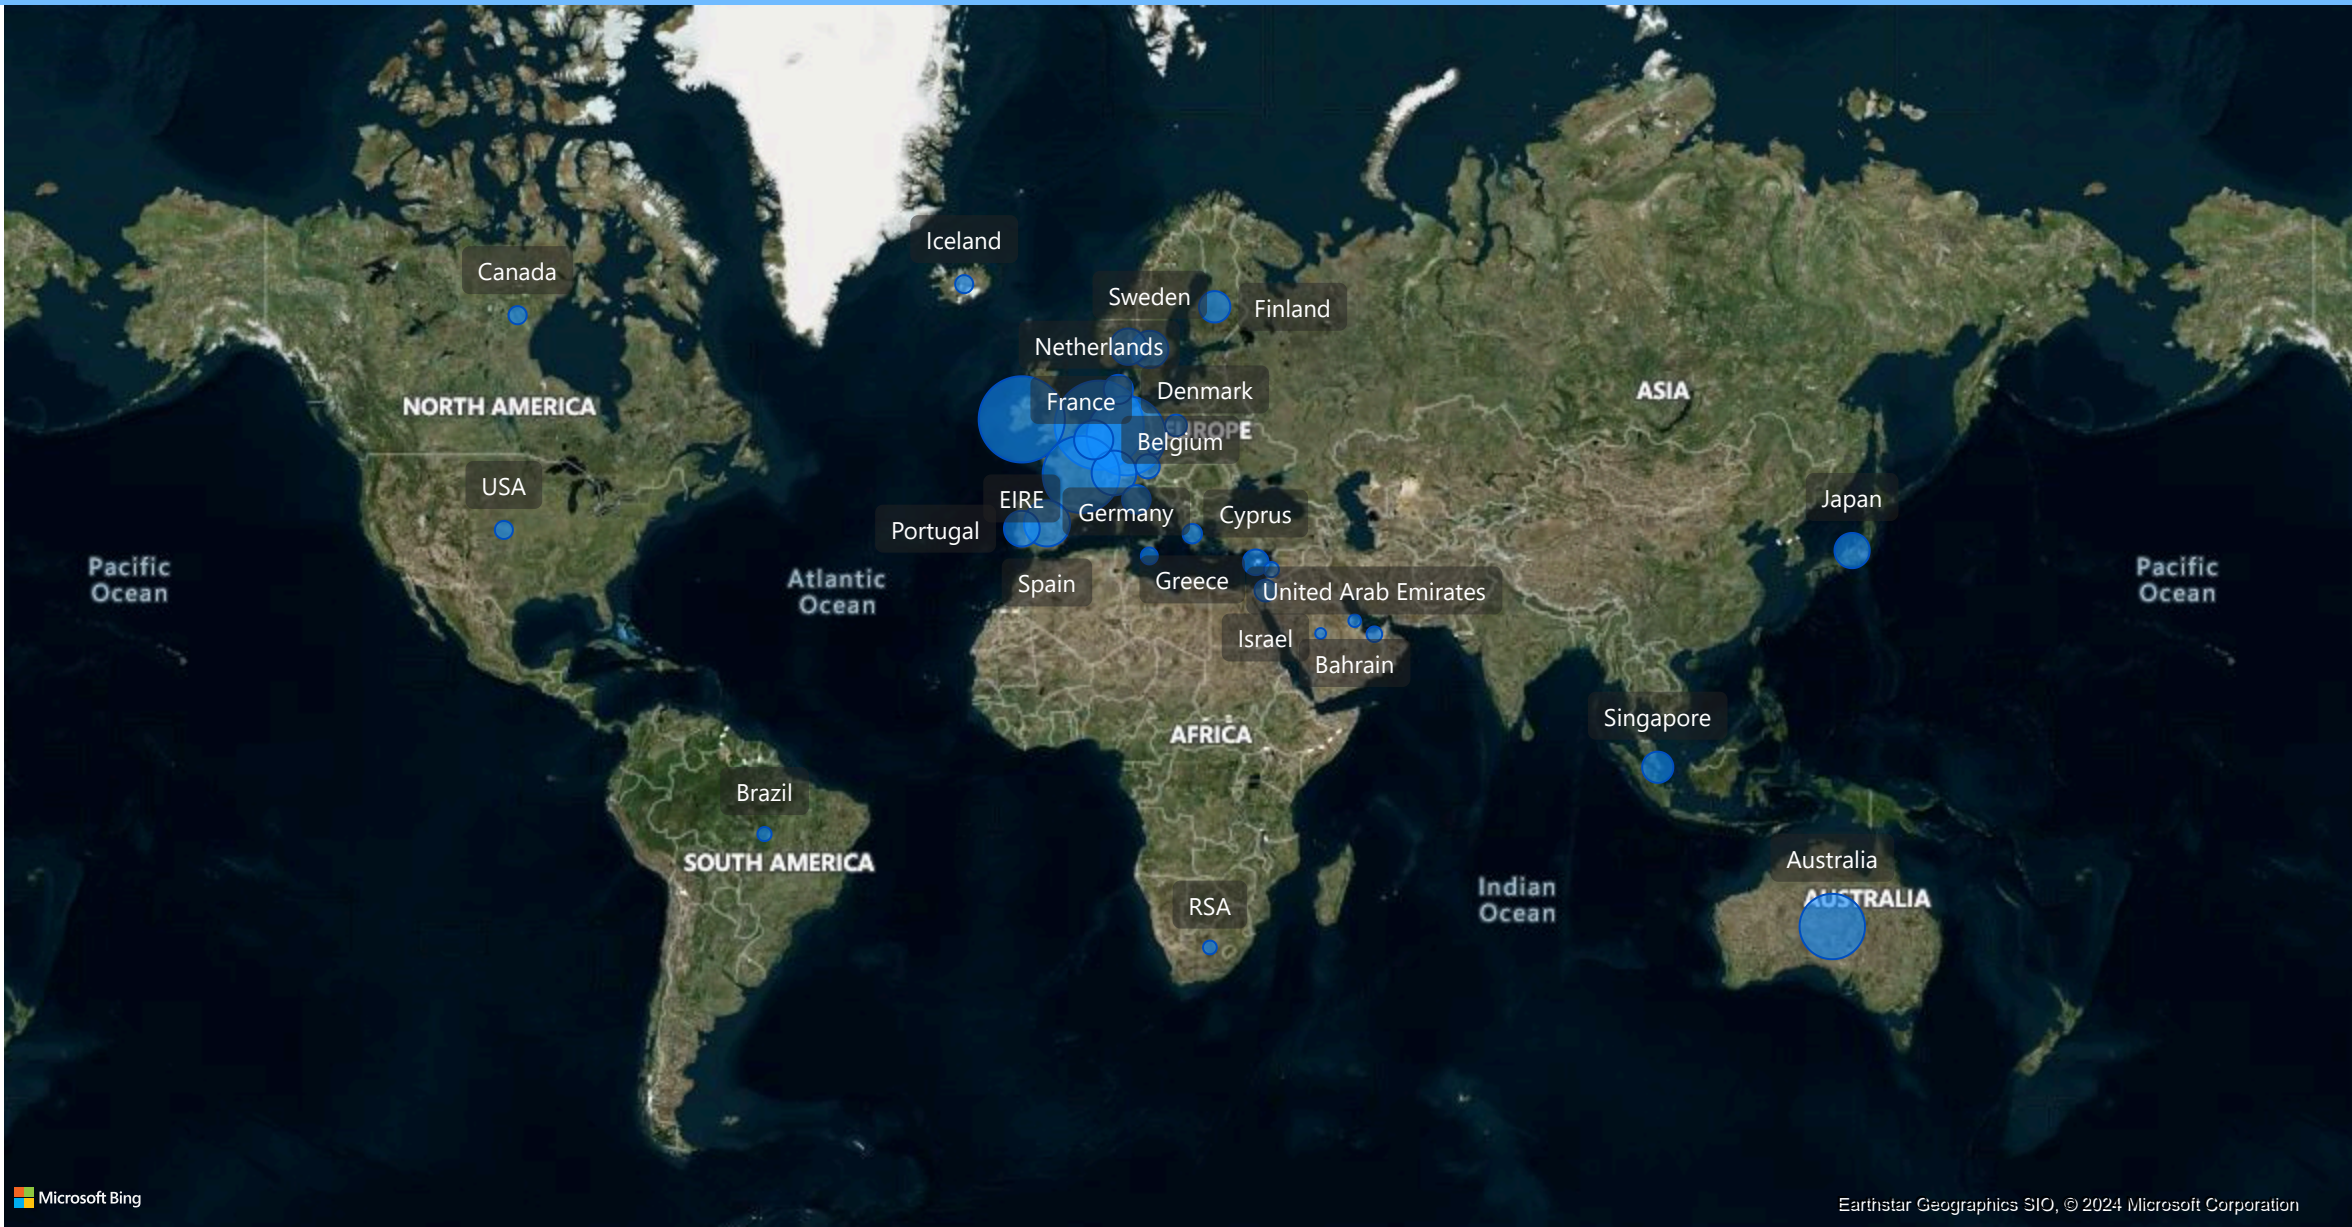 Iceland
Canada
Sweden
Finland
Netherlands
Denmark
ASIA
France
NORTH AMERICA
EUROPE
Belgium
USA
EIRE
Japan
Germany
Cyprus
Portugal
Pacific
Ocean
Atlantic
Ocean
Pacific
Ocean
Spain
Greece
United Arab Emirates
Israel
Bahrain
Singapore
AFRICA
Brazil
SOUTH AMERICA
Australia
AUSTRALIA
Indian
Ocean
RSA
Microsoft Bing
Earthstar Geographics SIO, © 2024 Microsoft Corporation